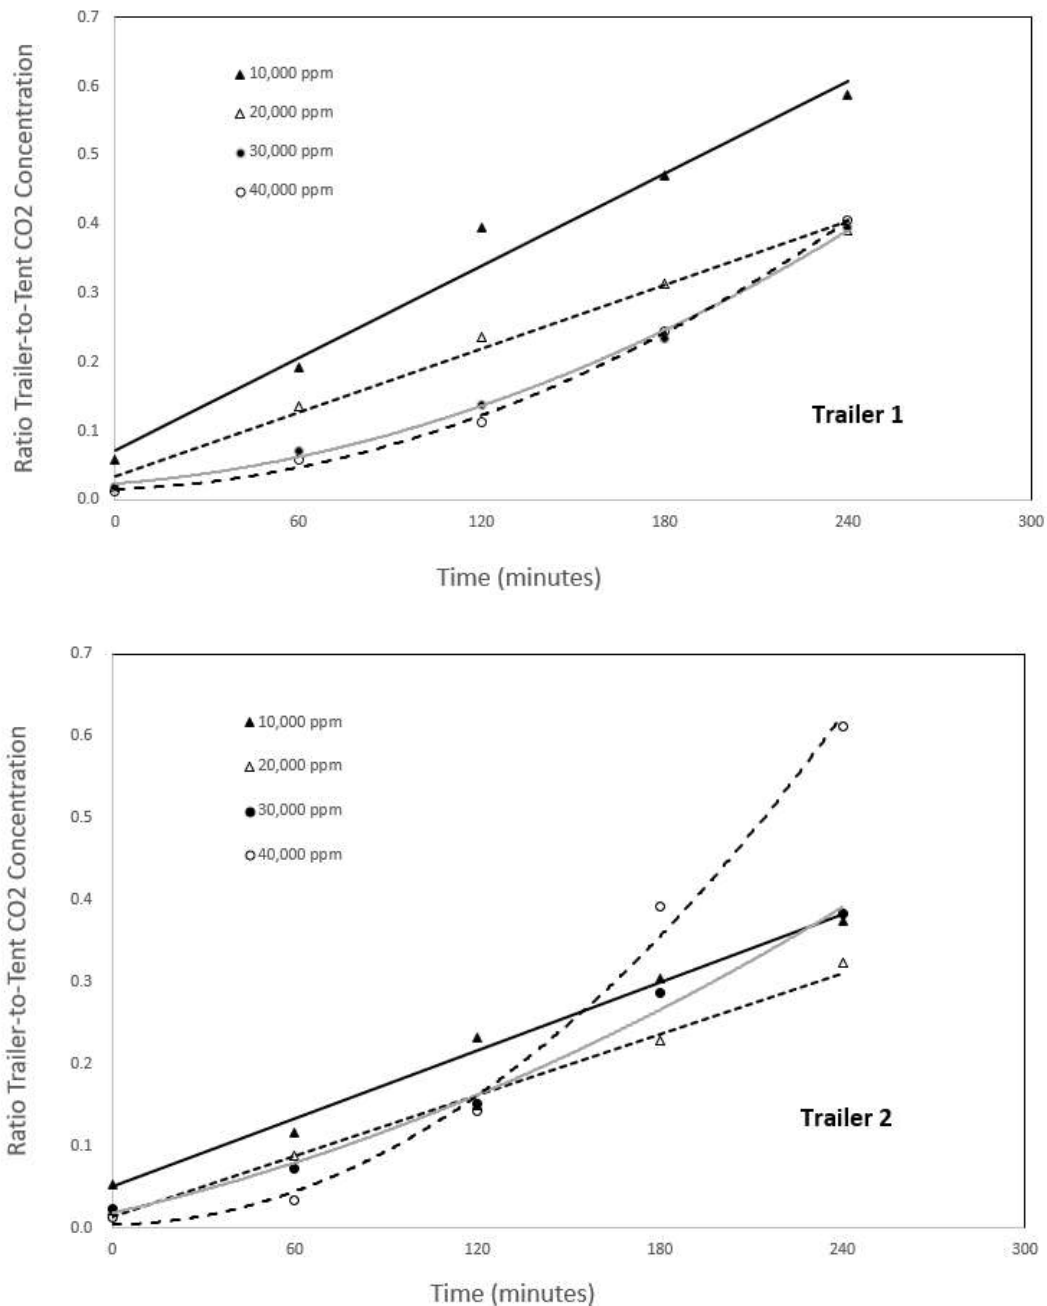 Ratio Trailer-to-Tent CO2 Concentration
0.7
0.6
0.5
0.4
0.3
0.2
0.1
0.0
10,000 ppm
20,000 ppm
30,000 ppm
40,000 ppm
Trailer 1
0 60 120 180 240 300
Time (minutes)
Ratio Trailer-to-Tent CO2 Concentration
0.7
0.6
0.5
0.4
0.3
0.2
0.1
0.0
10,000 ppm
20,000 ppm
30,000 ppm
40,000 ppm
Trailer 2
0 60 120 180 240 300
Time (minutes)